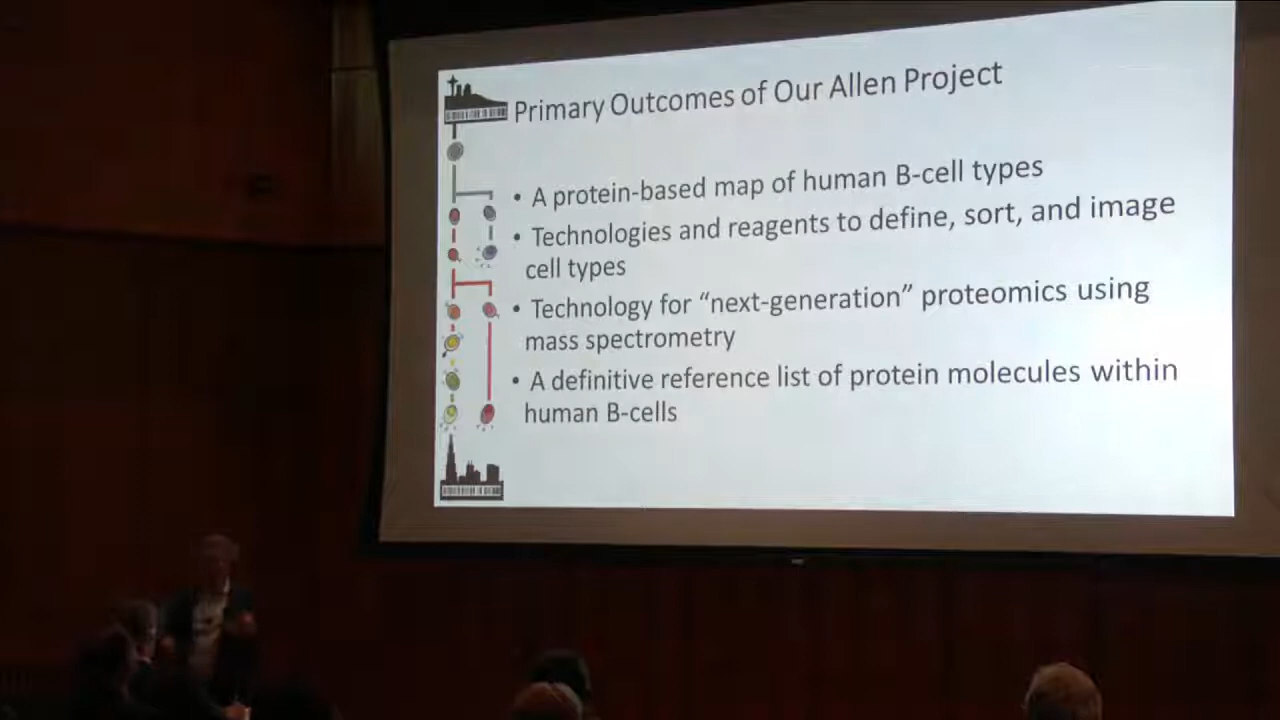 Primary Outcomes of Our Allen Project
• A protein-based map of human B-cell types
• Technologies and reagents to define, sort, and image
cell types
• Technology for “next-generation” proteomics using
mass spectrometry
• A definitive reference list of protein molecules within
human B-cells